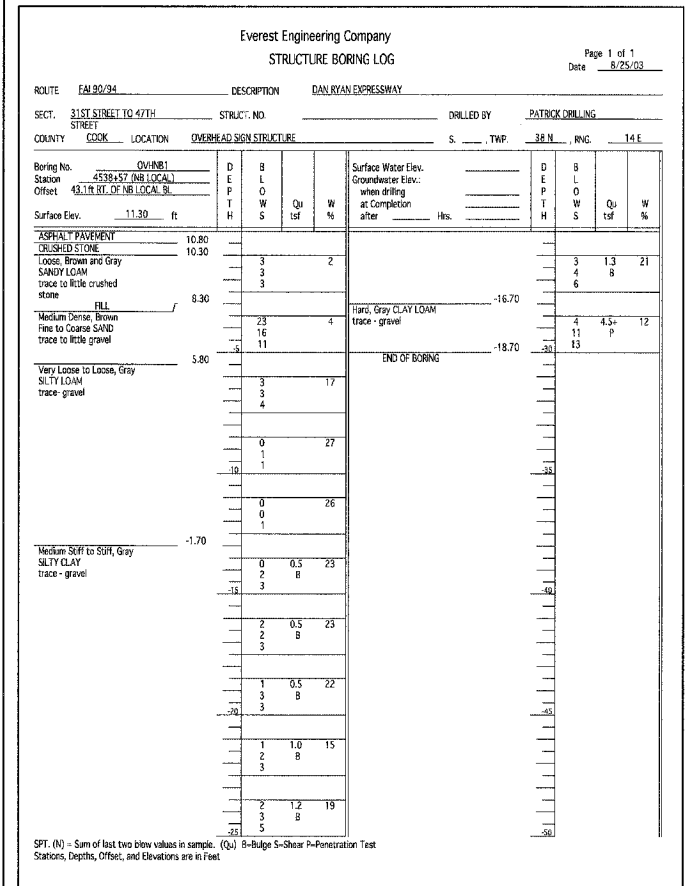 Everest Engineering Company
STRUCTURE BORING LOG
Page 1 of 1
Date 8/25/03
ROUTE FAI 90/94 DESCRIPTION DAN RYAN EXPRESSWAY
SECT. 31ST STREET TO 47TH STREET STRUCT. NO. DRILLED BY PATRICK DRILLING
COUNTY COOK LOCATION OVERHEAD SIGN STRUCTURE S. , TWP. 38 N , RNG. 14 E
Boring No. OVHNB1
Station 4538+57 (NB LOCAL)
Offset 43.1ft RT. OF NB LOCAL BL
Surface Elev. 11.30 ft
DEPTH BLOWS Qu tsf W %
Surface Water Elev.
Groundwater Elev.:
when drilling
at Completion
after Hrs.
DEPTH BLOWS Qu tsf W %
ASPHALT PAVEMENT 10.80
CRUSHED STONE 10.30
Loose, Brown and Gray
SANDY LOAM
trace to little crushed
stone
FILL 8.30
3 2
3
3
Medium Dense, Brown
Fine to Coarse SAND
trace to little gravel
5.80
23 4
16
11
-5
Very Loose to Loose, Gray
SILTY LOAM
trace- gravel
3 17
3
4
0 27
1
1
-10
0 26
0
1
-1.70
Medium Stiff to Stiff, Gray
SILTY CLAY
trace - gravel
0 0.5 23
2 B
3
-15
2 0.5 23
2 B
3
1 0.5 22
3 B
3
-20
1 1.0 15
2 B
3
2 1.2 19
3 B
5
-25
3 1.3 21
4 B
6
-16.70
Hard, Gray CLAY LOAM
trace - gravel
4 4.5+ 12
11 P
13
-18.70
-30
END OF BORING
-35
-40
-45
-50
SPT. (N) = Sum of last two blow values in sample. (Qu) B=Bulge S=Shear P=Penetration Test
Stations, Depths, Offset, and Elevations are in Feet